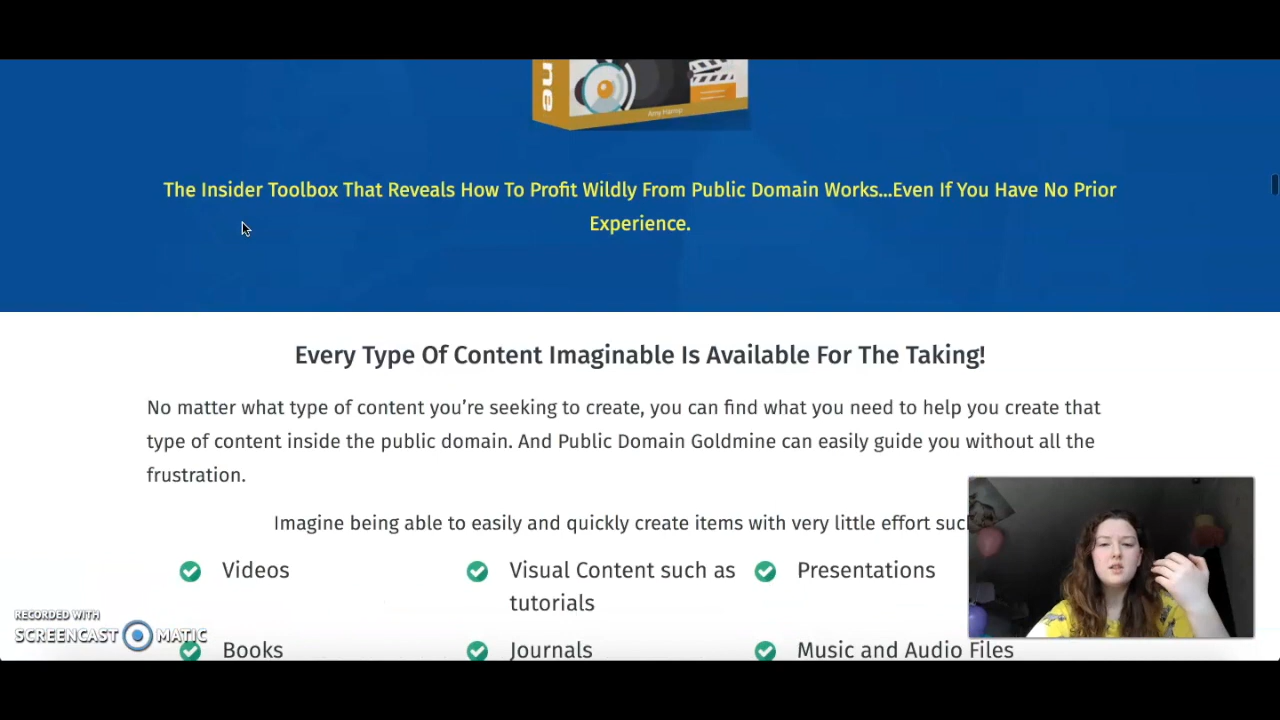 une
Amy Harrop
The Insider Toolbox That Reveals How To Profit Wildly From Public Domain Works...Even If You Have No Prior
Experience.
Every Type Of Content Imaginable Is Available For The Taking!
No matter what type of content you’re seeking to create, you can find what you need to help you create that
type of content inside the public domain. And Public Domain Goldmine can easily guide you without all the
frustration.
Imagine being able to easily and quickly create items with very little effort suc
Videos
Visual Content such as
tutorials
Presentations
RECORDED WITH
SCREENCAST MATIC
Books
Journals
Music and Audio Files